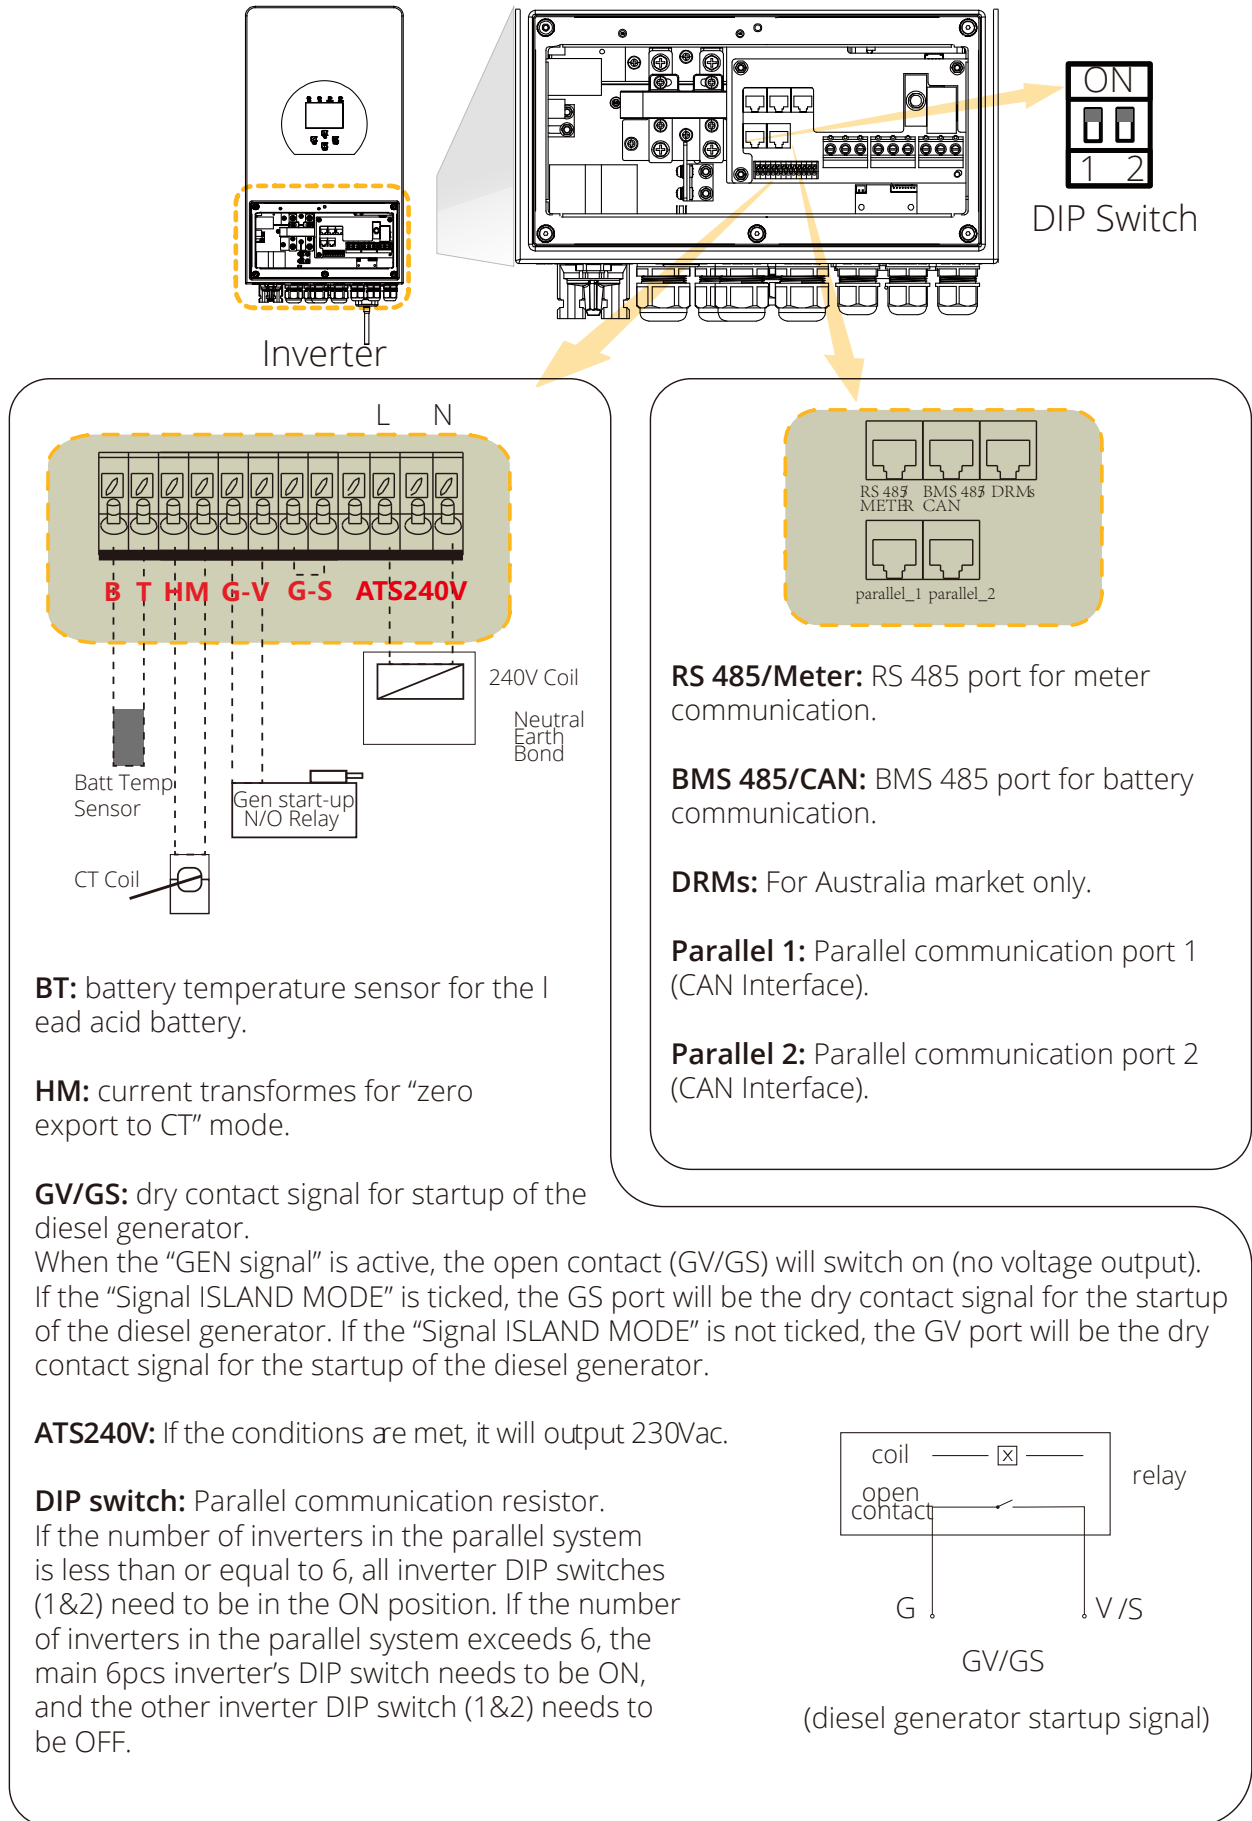 ON
1 2
DIP Switch
Inverter
L N
B T HM G-V G-S ATS240V
240V Coil
Neutral
Earth
Bond
Batt Temp
Sensor
Gen start-up
N/O Relay
CT Coil
BT: battery temperature sensor for the l
ead acid battery.
HM: current transformes for “zero
export to CT” mode.
GV/GS: dry contact signal for startup of the
diesel generator.
When the “GEN signal” is active, the open contact (GV/GS) will switch on (no voltage output).
If the “Signal ISLAND MODE” is ticked, the GS port will be the dry contact signal for the startup
of the diesel generator. If the “Signal ISLAND MODE” is not ticked, the GV port will be the dry
contact signal for the startup of the diesel generator.
ATS240V: If the conditions are met, it will output 230Vac.
DIP switch: Parallel communication resistor.
If the number of inverters in the parallel system
is less than or equal to 6, all inverter DIP switches
(1&2) need to be in the ON position. If the number
of inverters in the parallel system exceeds 6, the
main 6pcs inverter’s DIP switch needs to be ON,
and the other inverter DIP switch (1&2) needs to
be OFF.
RS 485/ BMS 485/ DRMs
METER CAN
parallel_1 parallel_2
RS 485/Meter: RS 485 port for meter
communication.
BMS 485/CAN: BMS 485 port for battery
communication.
DRMs: For Australia market only.
Parallel 1: Parallel communication port 1
(CAN Interface).
Parallel 2: Parallel communication port 2
(CAN Interface).
coil
relay
open
contact
G V /S
GV/GS
(diesel generator startup signal)